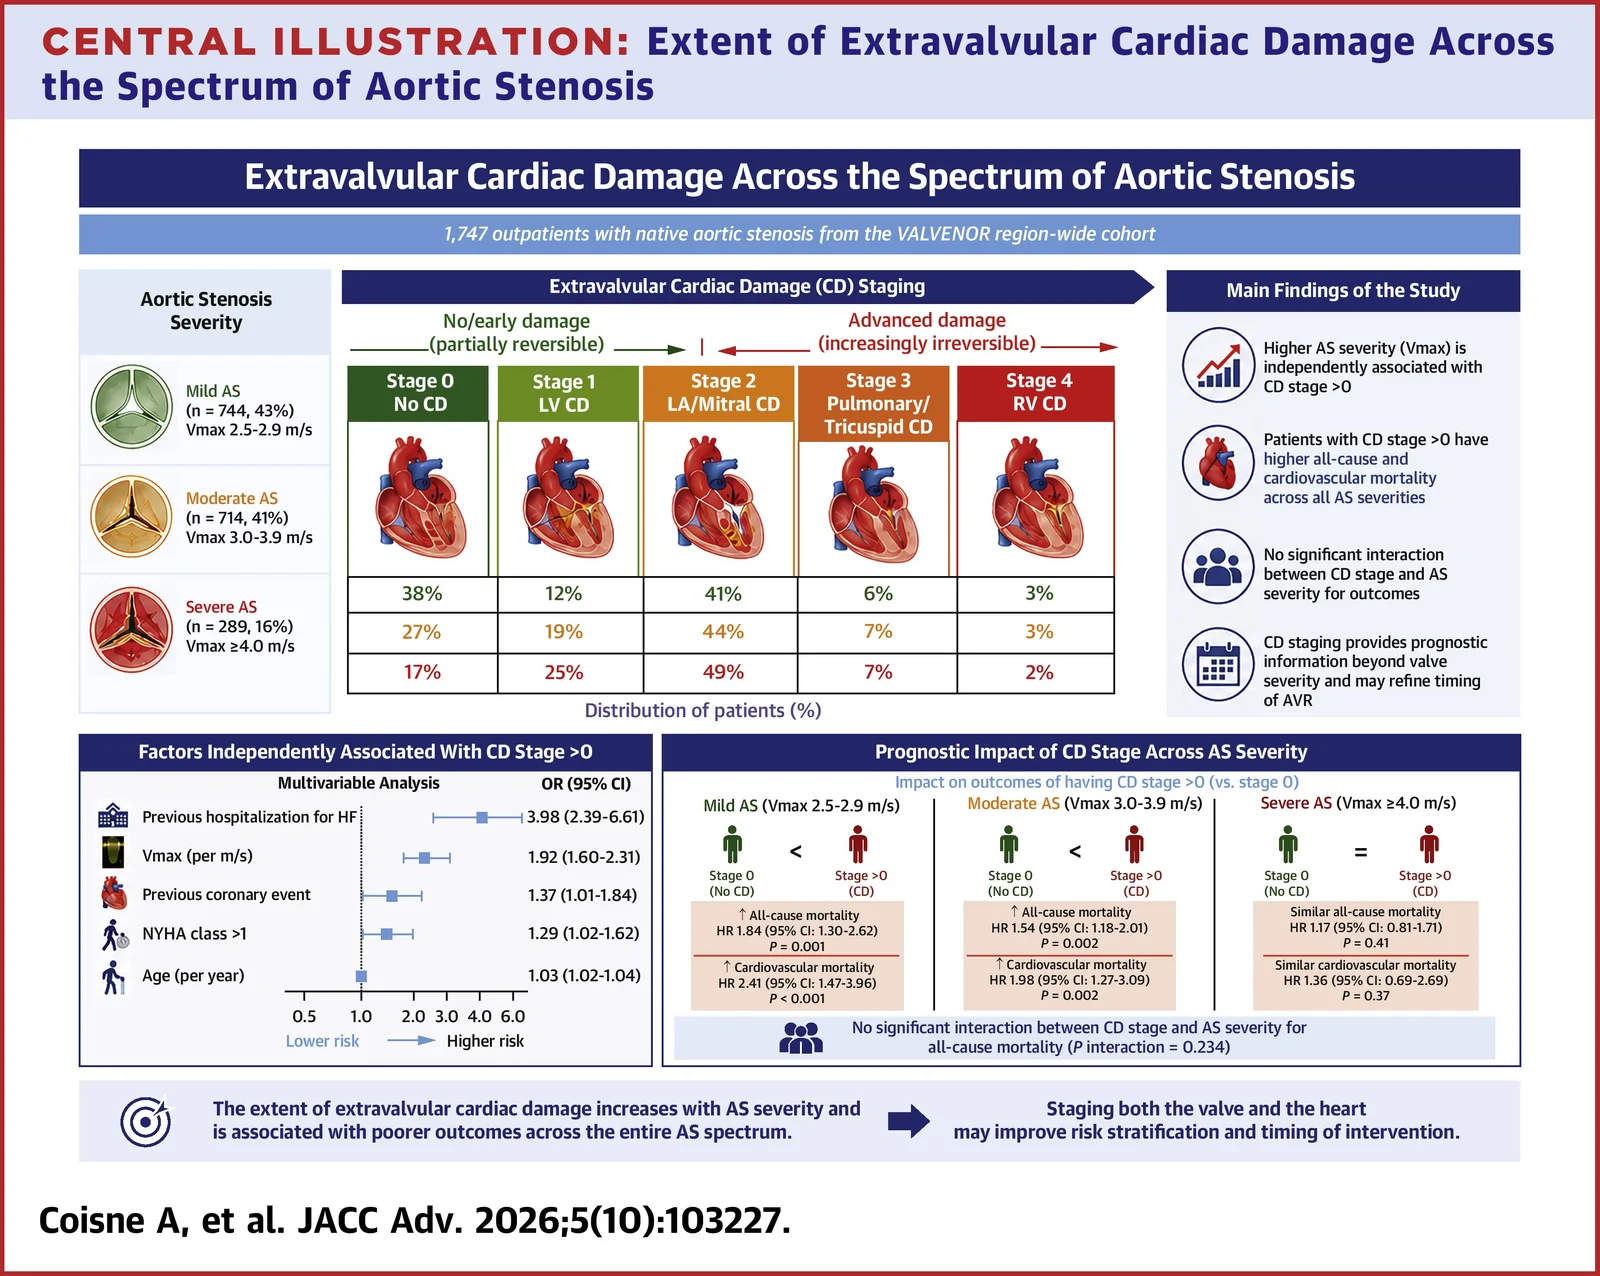 CENTRAL ILLUSTRATION: Extent of Extravalvular Cardiac Damage Across
the Spectrum of Aortic Stenosis
Extravalvular Cardiac Damage Across the Spectrum of Aortic Stenosis
1,747 outpatients with native aortic stenosis from the VALVENOR region-wide cohort
Aortic Stenosis
Severity
Mild AS
(n = 744, 43%)
Vmax 2.5-2.9 m/s
Moderate AS
(n = 714, 41%)
Vmax 3.0-3.9 m/s
Severe AS
(n = 289, 16%)
Vmax ≥4.0 m/s
Extravalvular Cardiac Damage (CD) Staging
No/early damage
(partially reversible)
Advanced damage
(increasingly irreversible)
Stage 0
No CD
Stage 1
LV CD
Stage 2
LA/Mitral CD
Stage 3
Pulmonary/
Tricuspid CD
Stage 4
RV CD
38% 12% 41% 6% 3%
27% 19% 44% 7% 3%
17% 25% 49% 7% 2%
Distribution of patients (%)
Main Findings of the Study
Higher AS severity (Vmax) is
independently associated with
CD stage >0
Patients with CD stage >0 have
higher all-cause and
cardiovascular mortality
across all AS severities
No significant interaction
between CD stage and AS
severity for outcomes
CD staging provides prognostic
information beyond valve
severity and may refine timing
of AVR
Factors Independently Associated With CD Stage >0
Multivariable Analysis OR (95% CI)
Previous hospitalization for HF 3.98 (2.39-6.61)
Vmax (per m/s) 1.92 (1.60-2.31)
Previous coronary event 1.37 (1.01-1.84)
NYHA class >1 1.29 (1.02-1.62)
Age (per year) 1.03 (1.02-1.04)
0.5 1.0 2.0 3.0 4.0 6.0
Lower risk Higher risk
Prognostic Impact of CD Stage Across AS Severity
Impact on outcomes of having CD stage >0 (vs. stage 0)
Mild AS (Vmax 2.5-2.9 m/s)
<
Stage 0
(No CD)
Stage >0
(CD)
↑ All-cause mortality
HR 1.84 (95% CI: 1.30-2.62)
P = 0.001
↑ Cardiovascular mortality
HR 2.41 (95% CI: 1.47-3.96)
P < 0.001
Moderate AS (Vmax 3.0-3.9 m/s)
<
Stage 0
(No CD)
Stage >0
(CD)
↑ All-cause mortality
HR 1.54 (95% CI: 1.18-2.01)
P = 0.002
↑ Cardiovascular mortality
HR 1.98 (95% CI: 1.27-3.09)
P = 0.002
Severe AS (Vmax ≥4.0 m/s)
=
Stage 0
(No CD)
Stage >0
(CD)
Similar all-cause mortality
HR 1.17 (95% CI: 0.81-1.71)
P = 0.41
Similar cardiovascular mortality
HR 1.36 (95% CI: 0.69-2.69)
P = 0.37
No significant interaction between CD stage and AS severity for
all-cause mortality (P interaction = 0.234)
The extent of extravalvular cardiac damage increases with AS severity and
is associated with poorer outcomes across the entire AS spectrum.
Staging both the valve and the heart
may improve risk stratification and timing of intervention.
Coisne A, et al. JACC Adv. 2026;5(10):103227.